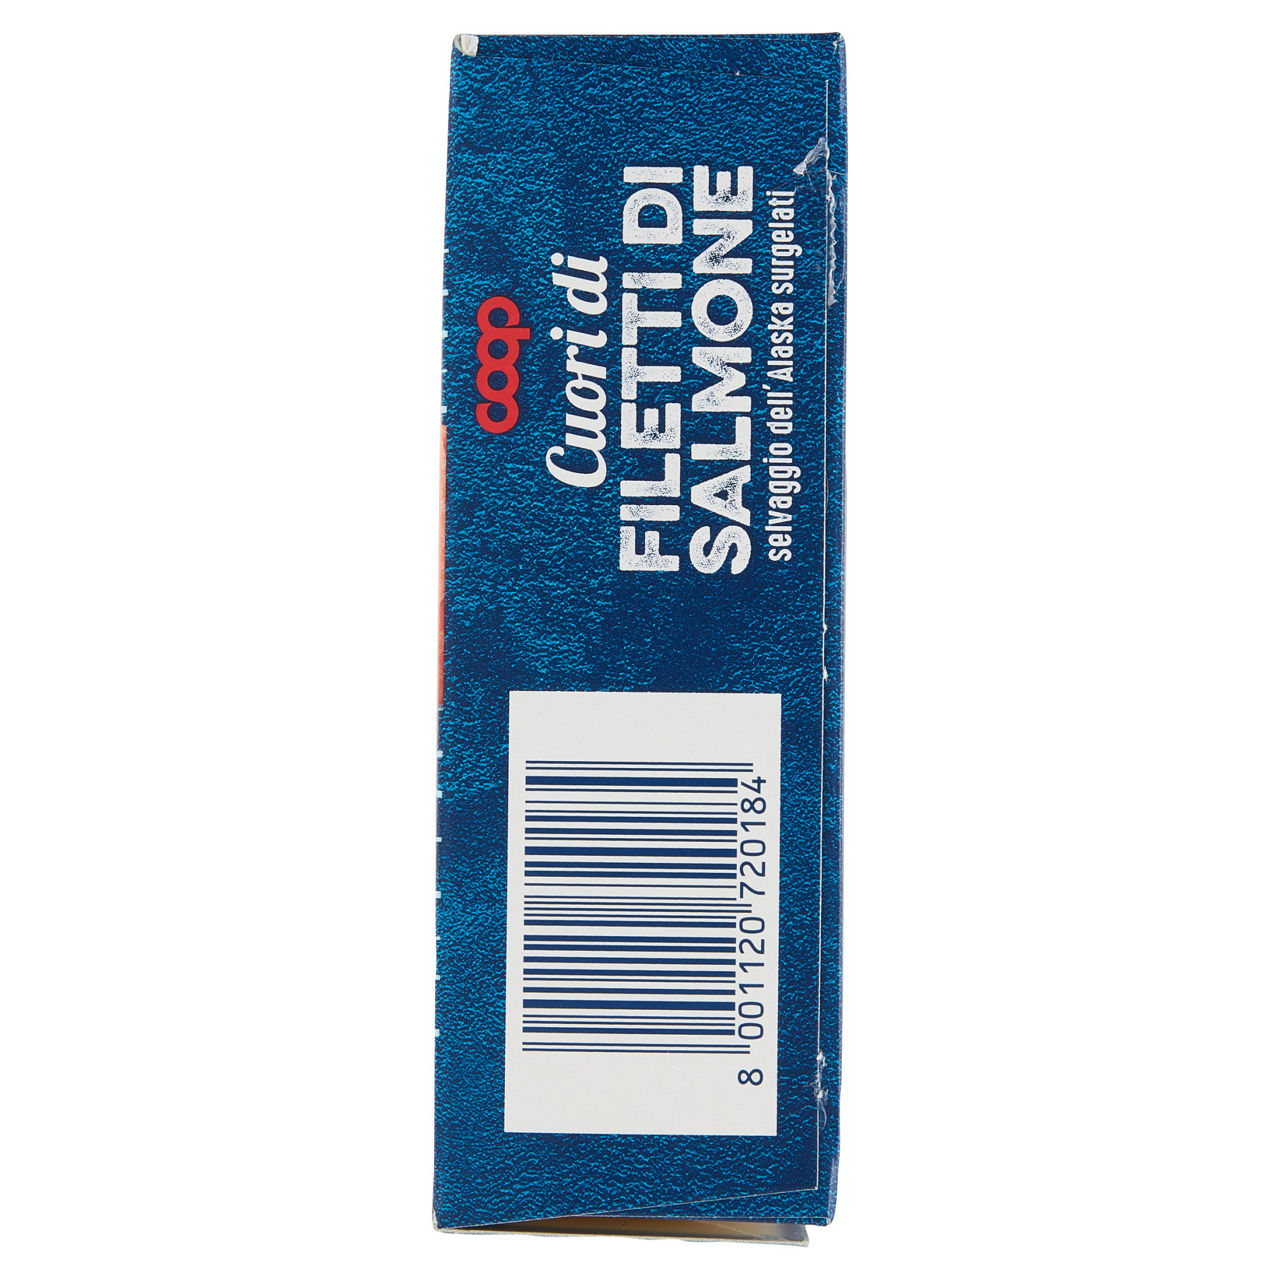 coop
Cuori di
FILETTI DI
SALMONE
selvaggio dell'Alaska surgelati
8 001120 720184